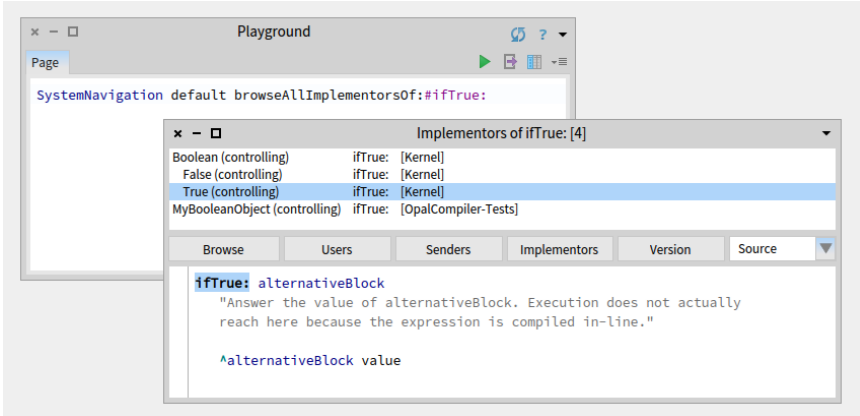 Playground
?
Page
SystemNavigation default browseAllImplementorsOf:#ifTrue:
Implementors of ifTrue: [4]
Boolean (controlling) ifTrue: [Kernel]
False (controlling) ifTrue: [Kernel]
True (controlling) ifTrue: [Kernel]
MyBooleanObject (controlling) ifTrue: [OpalCompiler-Tests]
Browse Users Senders Implementors Version Source
ifTrue: alternativeBlock
"Answer the value of alternativeBlock. Execution does not actually
reach here because the expression is compiled in-line."
^alternativeBlock value